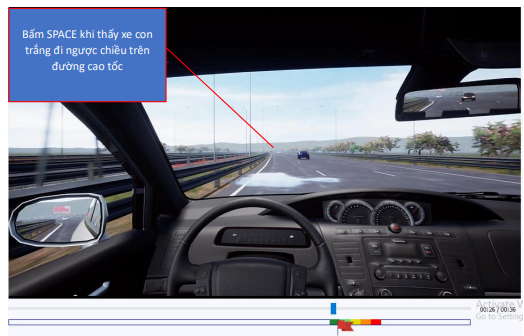 Bấm SPACE khi thấy xe con
trắng đi ngược chiều trên
đường cao tốc
Activate V
00:26 / 00:36
Go to Setting